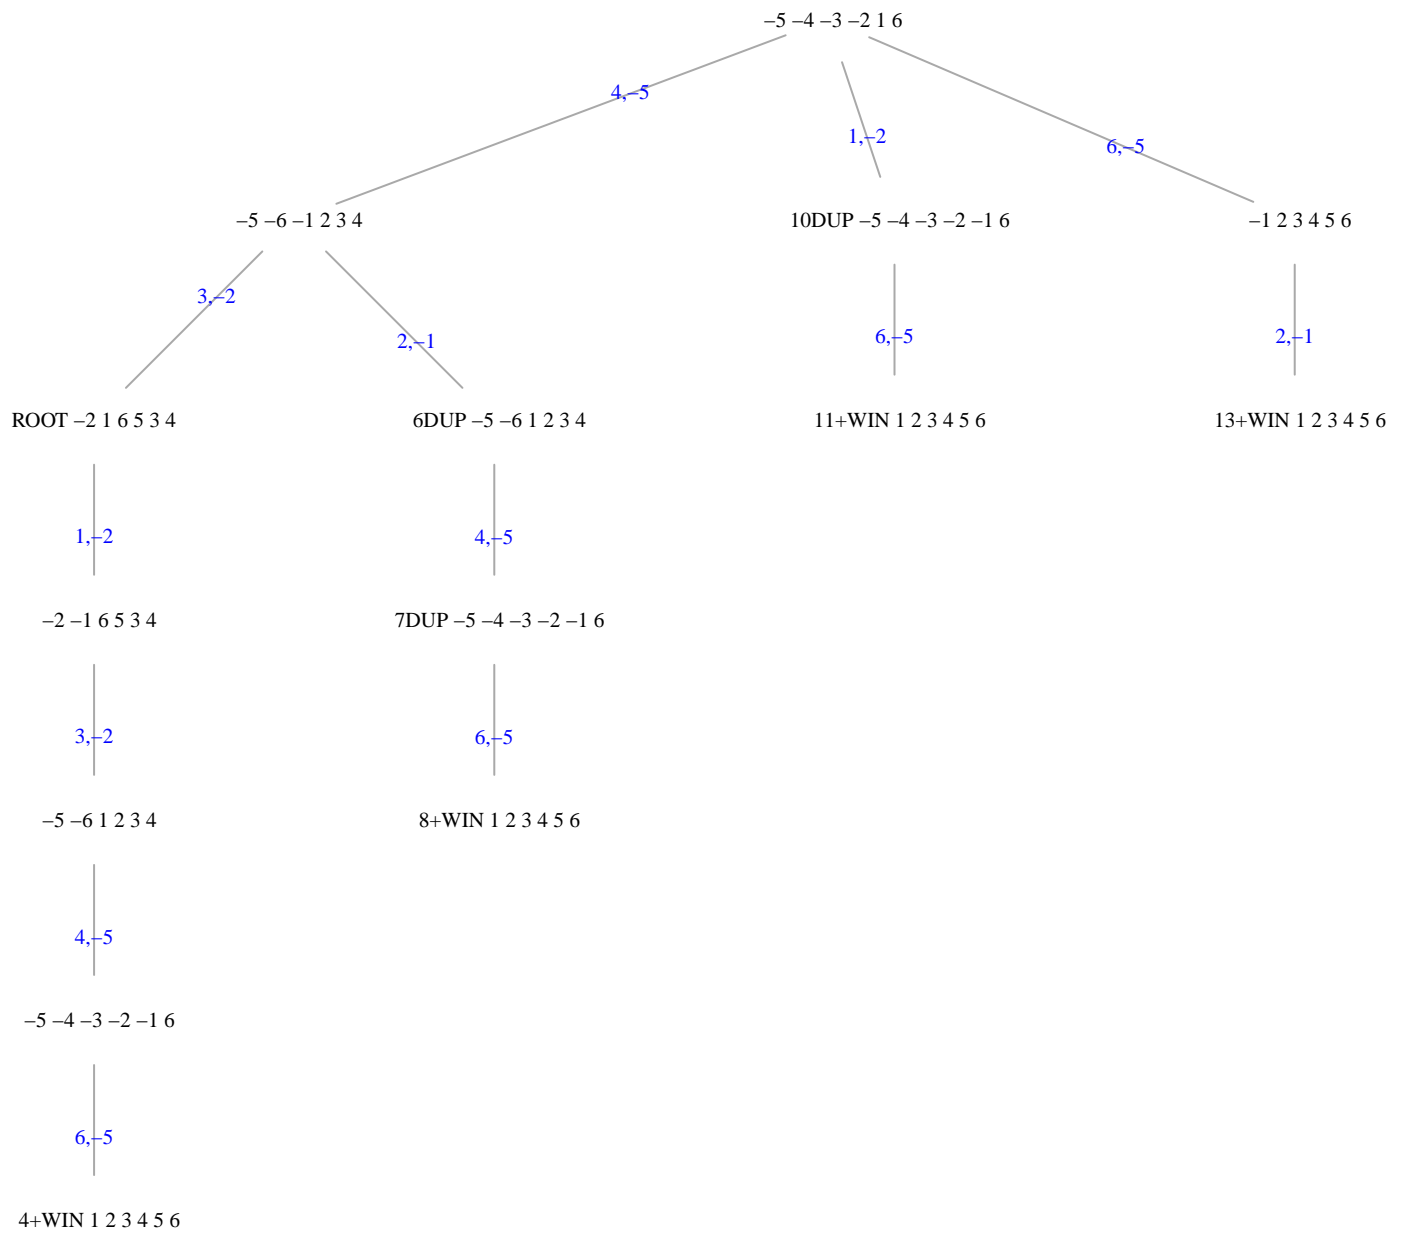 −5 −4 −3 −2 1 6
4,−5
1,−2
6,−5
−5 −6 −1 2 3 4
10DUP −5 −4 −3 −2 −1 6
−1 2 3 4 5 6
3,−2
2,−1
6,−5
2,−1
ROOT −2 1 6 5 3 4
6DUP −5 −6 1 2 3 4
11+WIN 1 2 3 4 5 6
13+WIN 1 2 3 4 5 6
1,−2
4,−5
−2 −1 6 5 3 4
7DUP −5 −4 −3 −2 −1 6
3,−2
6,−5
−5 −6 1 2 3 4
8+WIN 1 2 3 4 5 6
4,−5
−5 −4 −3 −2 −1 6
6,−5
4+WIN 1 2 3 4 5 6